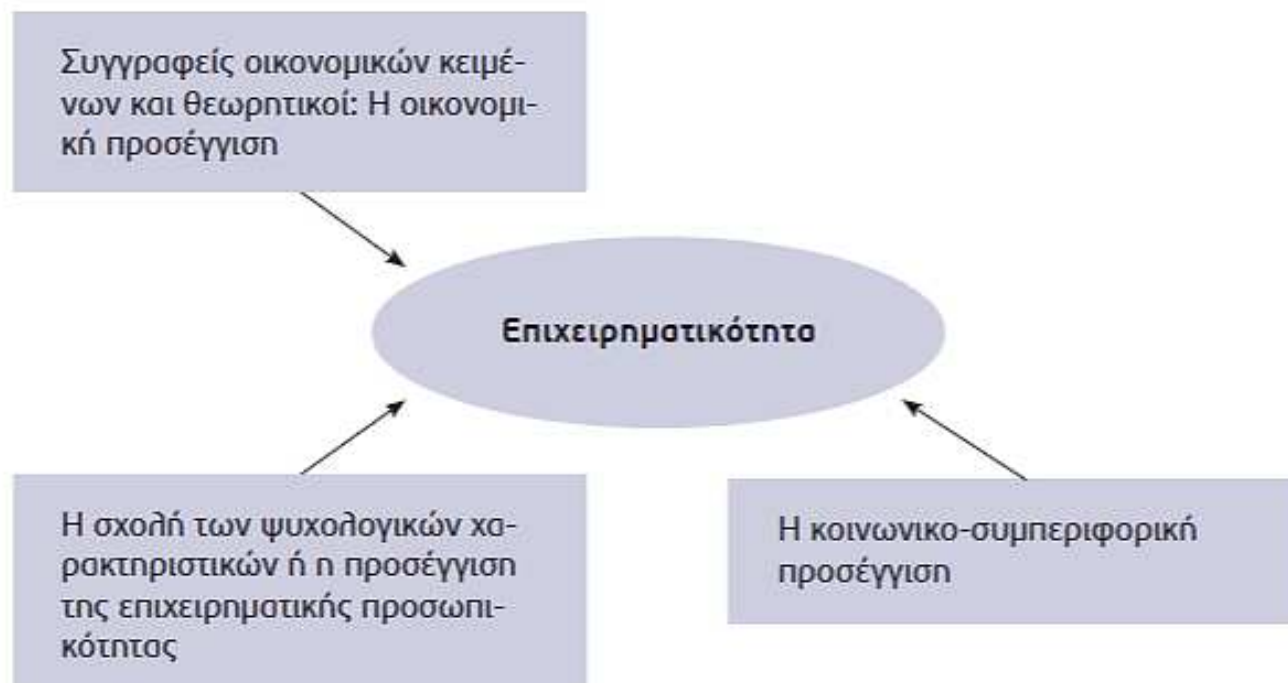 Συγγραφείς οικονομικών κειμέ-
νων και θεωρητικοί: Η οικονομι-
κή προσέγγιση
Επιχειρηματικότητα
Η σχολή των ψυχολογικών χα-
ρακτηριστικών ή η προσέγγιση
της επιχειρηματικής προσωπι-
κότητας
Η κοινωνικο-συμπεριφορική
προσέγγιση